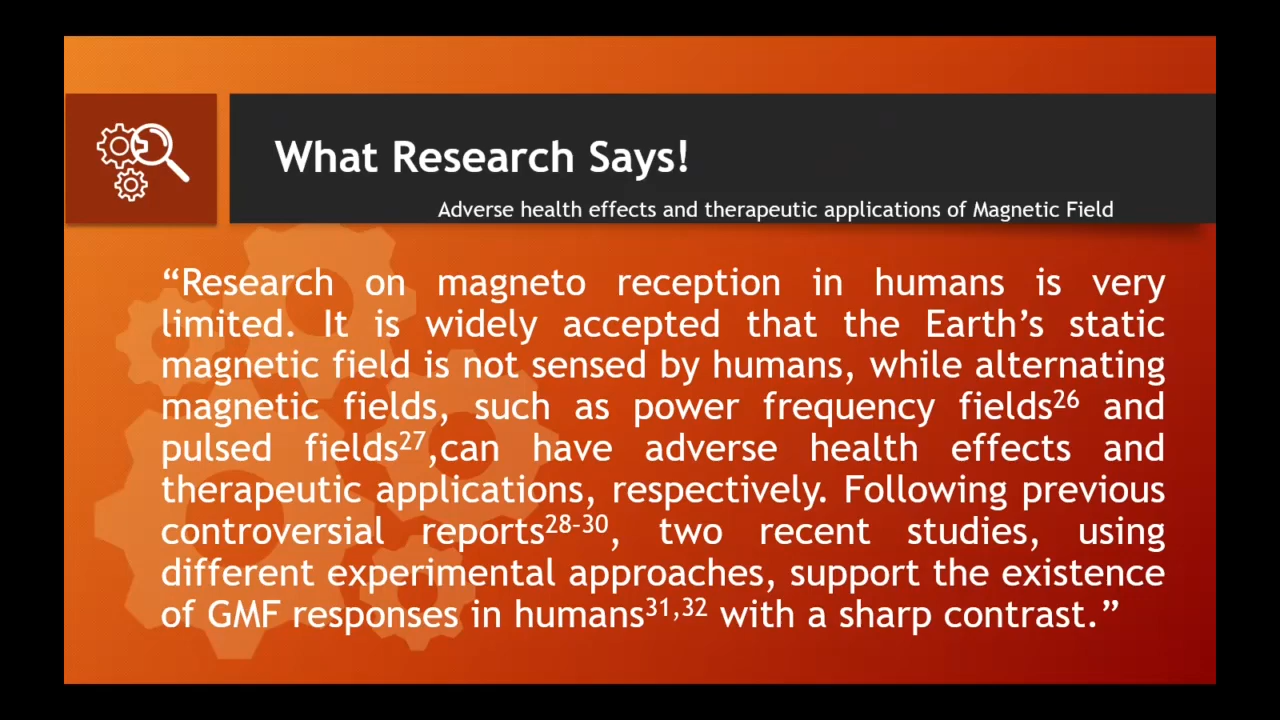 What Research Says!
Adverse health effects and therapeutic applications of Magnetic Field
“Research on magneto reception in humans is very
limited. It is widely accepted that the Earth’s static
magnetic field is not sensed by humans, while alternating
magnetic fields, such as power frequency fields²⁶ and
pulsed fields²⁷,can have adverse health effects and
therapeutic applications, respectively. Following previous
controversial reports²⁸⁻³⁰, two recent studies, using
different experimental approaches, support the existence
of GMF responses in humans³¹,³² with a sharp contrast.”